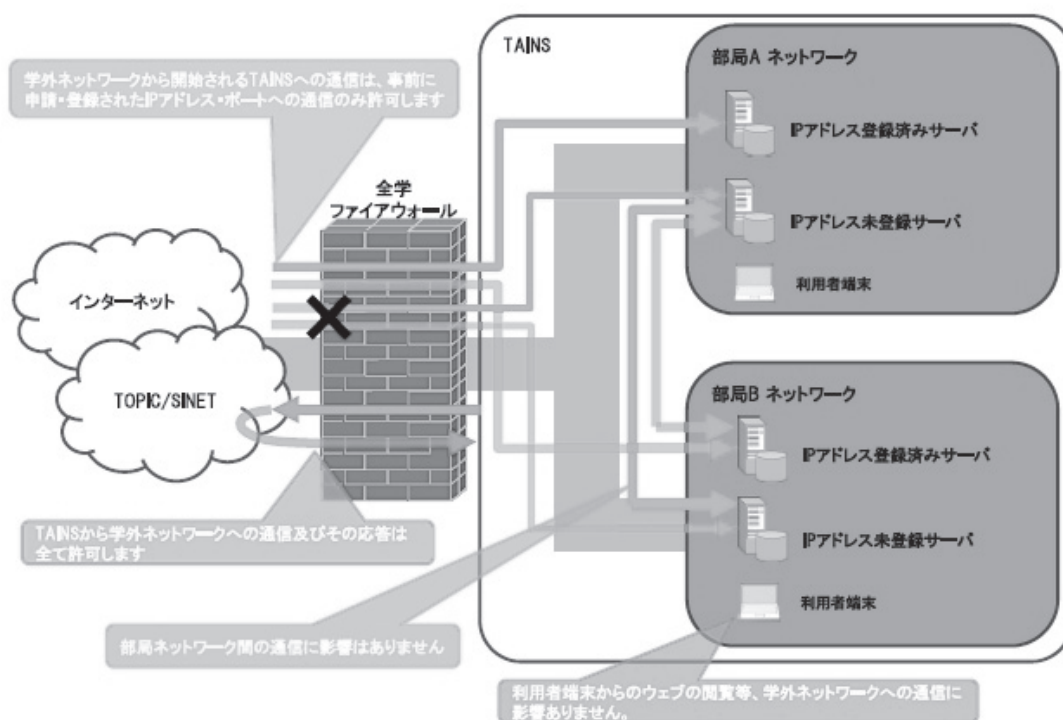 TAINS
部局A ネットワーク
学外ネットワークから開始されるTAINSへの通信は、事前に
申請・登録されたIPアドレス・ポートへの通信のみ許可します
IPアドレス登録済みサーバ
全学
ファイアウォール
IPアドレス未登録サーバ
利用者端末
インターネット
TOPIC/SINET
部局B ネットワーク
IPアドレス登録済みサーバ
TAINSから学外ネットワークへの通信及びその応答は
全て許可します
IPアドレス未登録サーバ
利用者端末
部局ネットワーク間の通信に影響はありません
利用者端末からのウェブの閲覧等、学外ネットワークへの通信に
影響ありません。